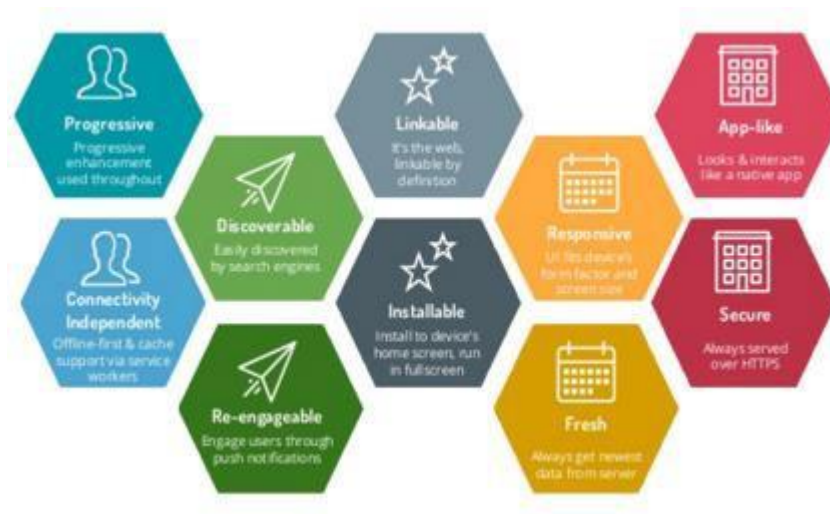 Progressive
Progressive
enhancement
used throughout
Linkable
It's the web,
linkable by
definition
App-like
Looks & interacts
like a native app
Discoverable
Easily discovered
by search engines
Responsive
UI fits device's
form factor and
screen size
Connectivity
Independent
Offline-first & cache
support via service
workers
Installable
Install to device's
home screen, run
in fullscreen
Secure
Always served
over HTTPS
Re-engageable
Engage users through
push notifications
Fresh
Always get newest
data from server